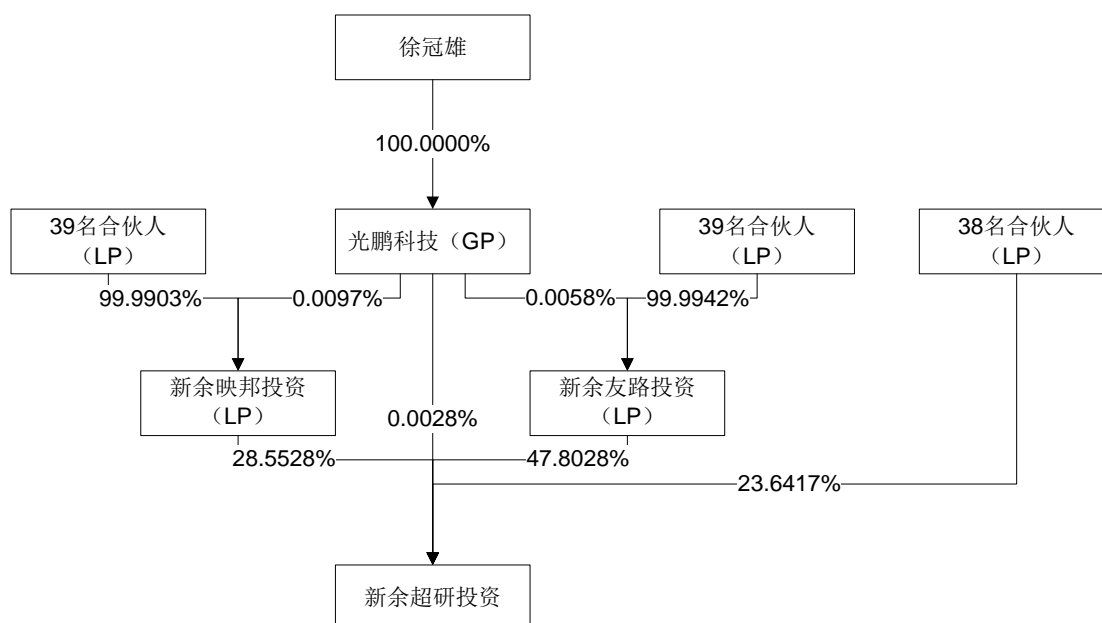 徐冠雄
100.0000%
39名合伙人
（LP）
光鹏科技（GP）
39名合伙人
（LP）
38名合伙人
（LP）
99.9903%
0.0097%
0.0058%
99.9942%
新余映邦投资
（LP）
新余友路投资
（LP）
0.0028%
28.5528%
47.8028%
23.6417%
新余超研投资